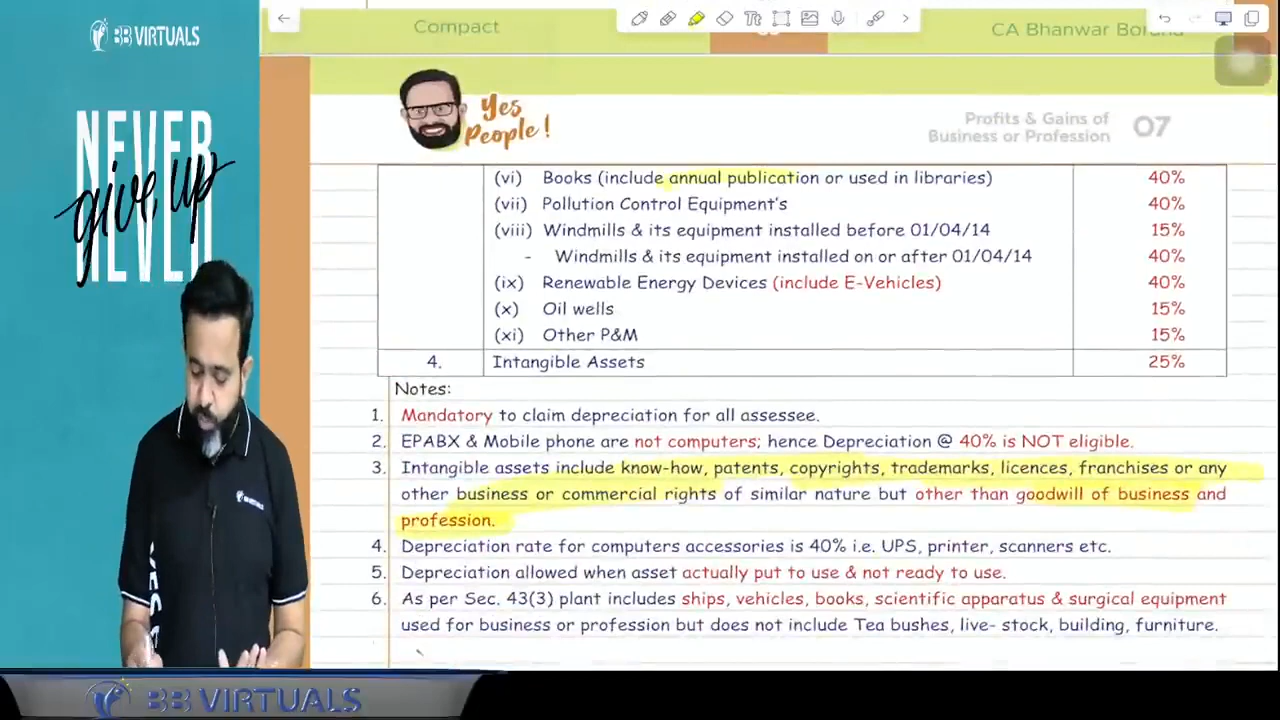 BB VIRTUALS
NEVER
give up
NEVER
Compact
CA Bhanwar Borana
Yes
People!
Profits & Gains of
Business or Profession 07
(vi) Books (include annual publication or used in libraries) 40%
(vii) Pollution Control Equipment's 40%
(viii) Windmills & its equipment installed before 01/04/14 15%
- Windmills & its equipment installed on or after 01/04/14 40%
(ix) Renewable Energy Devices (include E-Vehicles) 40%
(x) Oil wells 15%
(xi) Other P&M 15%
4. Intangible Assets 25%
Notes:
1. Mandatory to claim depreciation for all assessee.
2. EPABX & Mobile phone are not computers; hence Depreciation @ 40% is NOT eligible.
3. Intangible assets include know-how, patents, copyrights, trademarks, licences, franchises or any
other business or commercial rights of similar nature but other than goodwill of business and
profession.
4. Depreciation rate for computers accessories is 40% i.e. UPS, printer, scanners etc.
5. Depreciation allowed when asset actually put to use & not ready to use.
6. As per Sec. 43(3) plant includes ships, vehicles, books, scientific apparatus & surgical equipment
used for business or profession but does not include Tea bushes, live- stock, building, furniture.
BB VIRTUALS